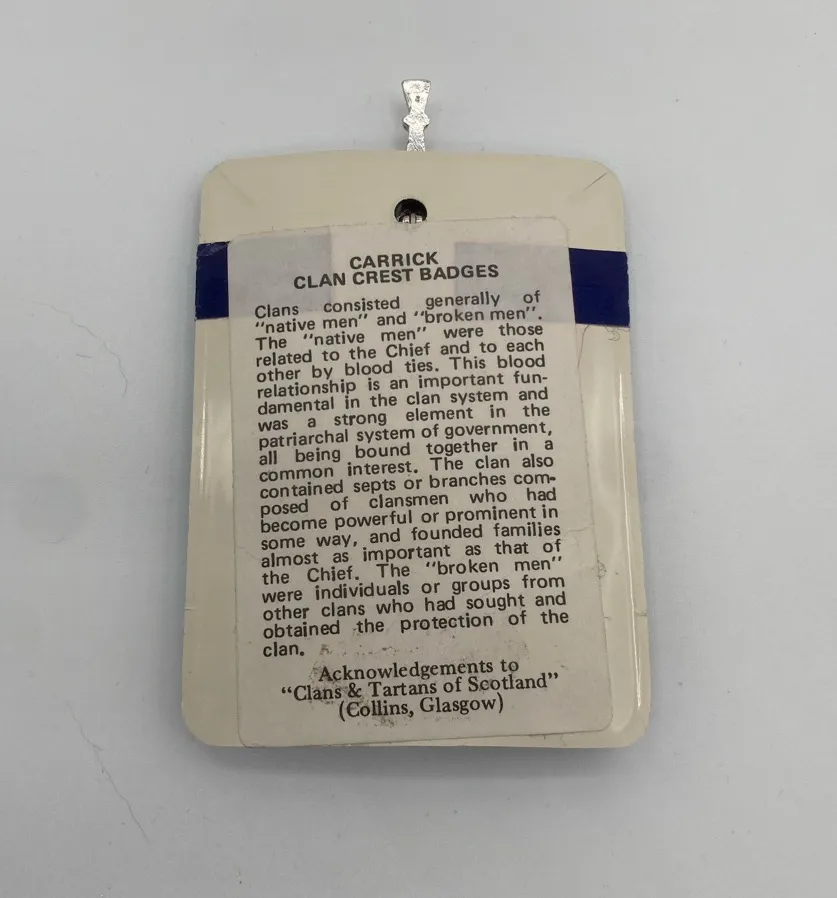 CARRICK
CLAN CREST BADGES
Clans consisted generally of
“native men” and “broken men”.
The “native men” were those
related to the Chief and to each
other by blood ties. This blood
relationship is an important fun-
damental in the clan system and
was a strong element in the
patriarchal system of government,
all being bound together in a
common interest. The clan also
contained septs or branches com-
posed of clansmen who had
become powerful or prominent in
some way, and founded families
almost as important as that of
the Chief. The “broken men”
were individuals or groups from
other clans who had sought and
obtained the protection of the
clan.
Acknowledgements to
“Clans & Tartans of Scotland”
(Collins, Glasgow)